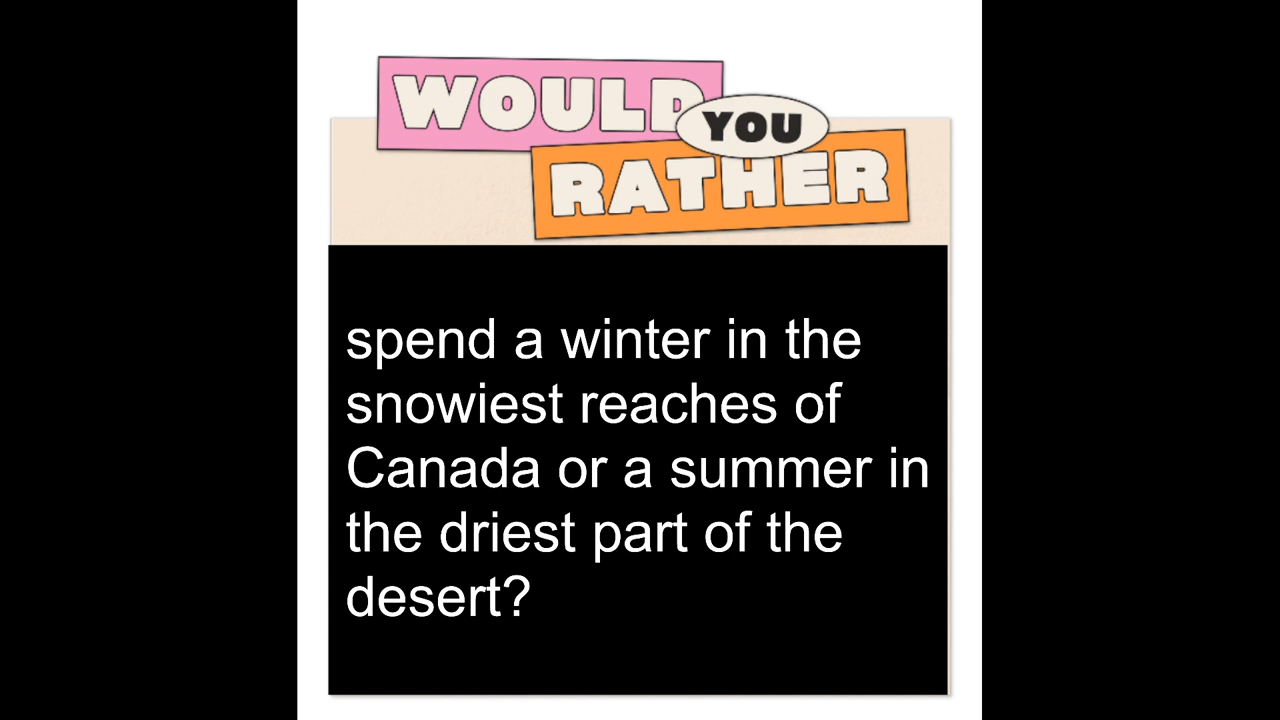 WOULD
YOU
RATHER
spend a winter in the
snowiest reaches of
Canada or a summer in
the driest part of the
desert?